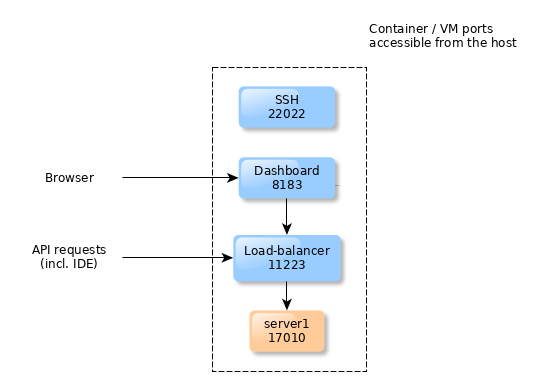 Container / VM ports
accessible from the host
SSH
22022
Browser
Dashboard
8183
API requests
(incl. IDE)
Load-balancer
11223
server1
17010